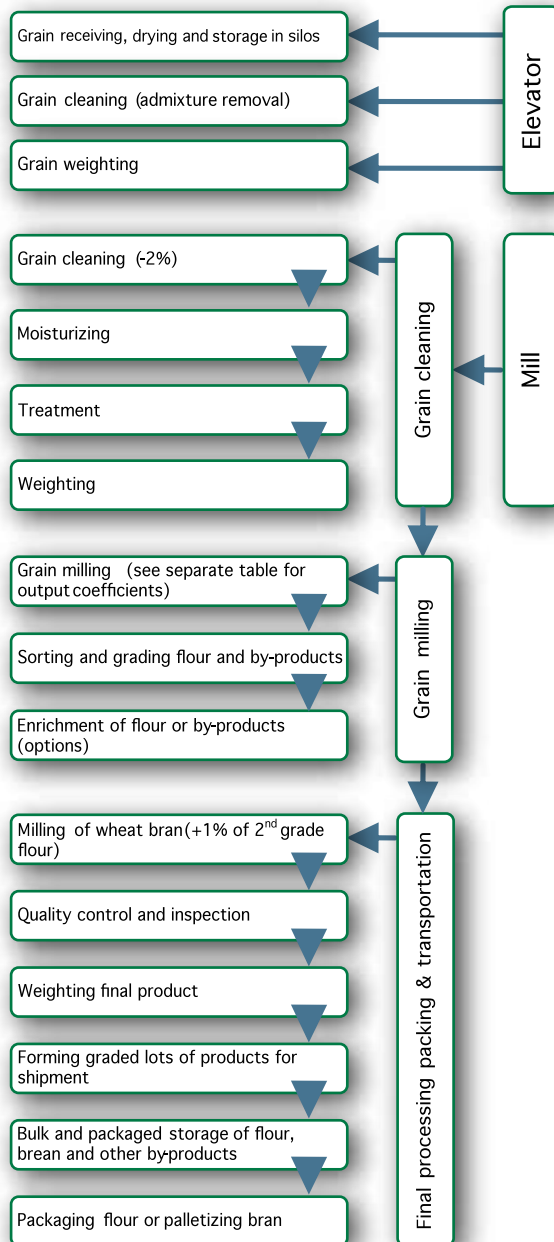 Grain receiving, drying and storage in silos
Grain cleaning (admixture removal)
Grain weighting
Elevator
Grain cleaning (-2%)
Moisturizing
Treatment
Weighting
Grain cleaning
Mill
Grain milling (see separate table for
output coefficients)
Sorting and grading flour and by-products
Enrichment of flour or by-products
(options)
Grain milling
Milling of wheat bran(+1% of 2nd grade
flour)
Quality control and inspection
Weighting final product
Forming graded lots of products for
shipment
Bulk and packaged storage of flour,
brean and other by-products
Packaging flour or palletizing bran
Final processing packing & transportation